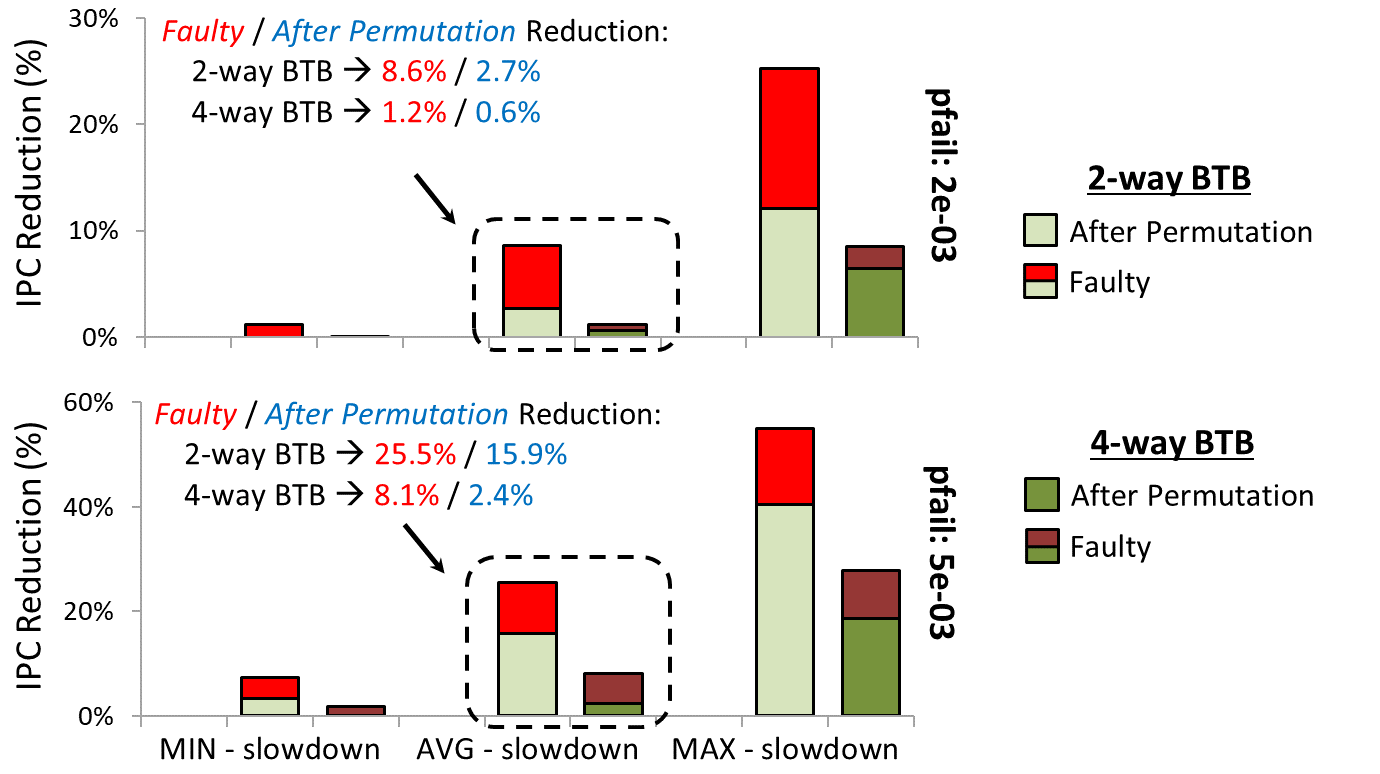 IPC Reduction (%)
30%
20%
10%
0%
Faulty / After Permutation Reduction:
2-way BTB → 8.6% / 2.7%
4-way BTB → 1.2% / 0.6%
pfail: 2e-03
2-way BTB
After Permutation
Faulty
IPC Reduction (%)
60%
40%
20%
0%
Faulty / After Permutation Reduction:
2-way BTB → 25.5% / 15.9%
4-way BTB → 8.1% / 2.4%
pfail: 5e-03
4-way BTB
After Permutation
Faulty
MIN - slowdown
AVG - slowdown
MAX - slowdown